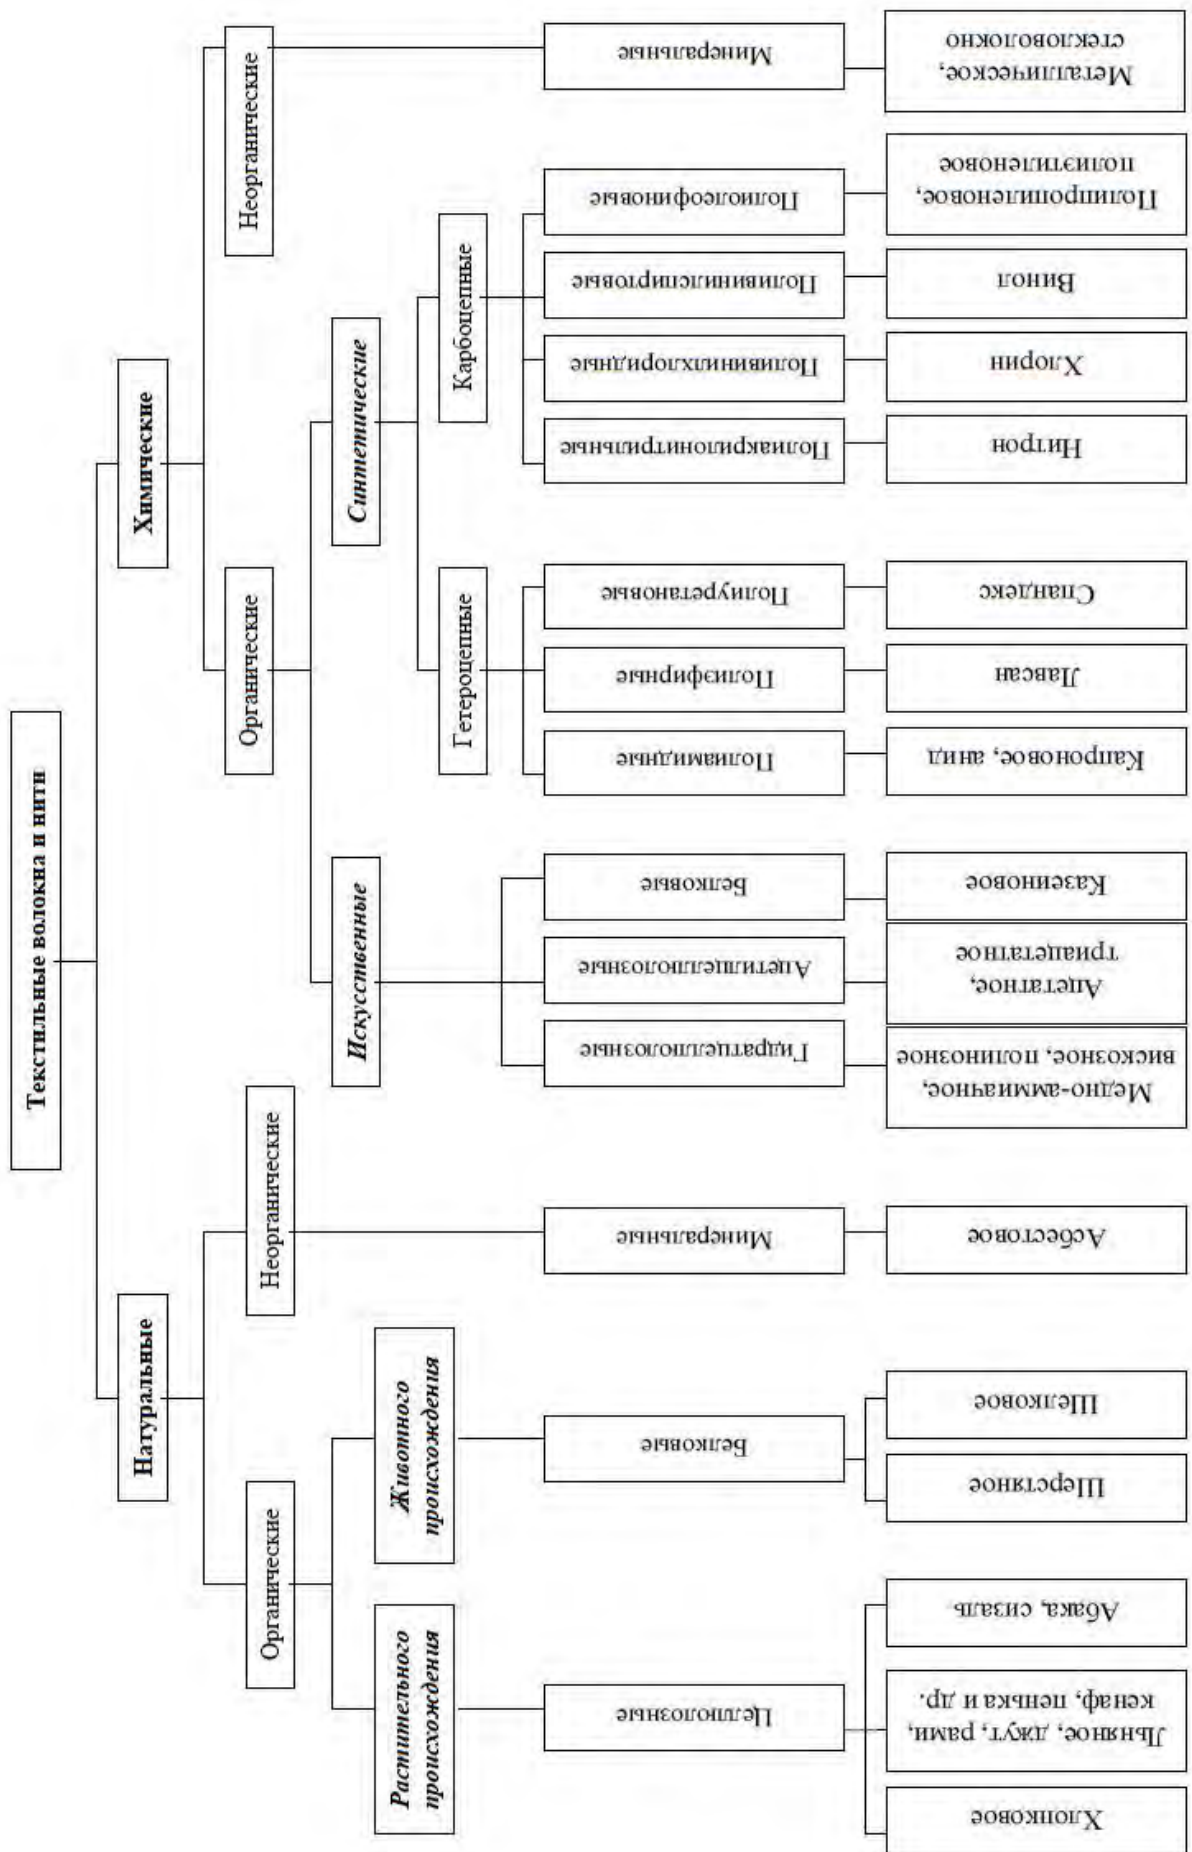 Текстильные волокна и нити
Натуральные
Химические
Органические
Неорганические
Органические
Неорганические
Растительного
происхождения
Животного
происхождения
Искусственные
Синтетические
Гетероцепные
Карбоцепные
Целлюлозные
Белковые
Минеральные
Гидратцеллюлозные
Ацетилцеллюлозные
Белковые
Полиамидные
Полиэфирные
Полиуретановые
Полиакрилонитрильные
Поливинилхлоридные
Поливинилспиртовые
Полиолефиновые
Минеральные
Хлопковое
Льняное, джут, рами,
кенаф, пенька и др.
Абака, сизаль
Шерстяное
Шелковое
Асбестовое
Медно-аммиачное,
вискозное, полинозное
Ацетатное,
триацетатное
Казеиновое
Капроновое, анид
Лавсан
Спандекс
Нитрон
Хлорин
Винол
Полипропиленовое,
полиэтиленовое
Металлическое,
стекловолокно